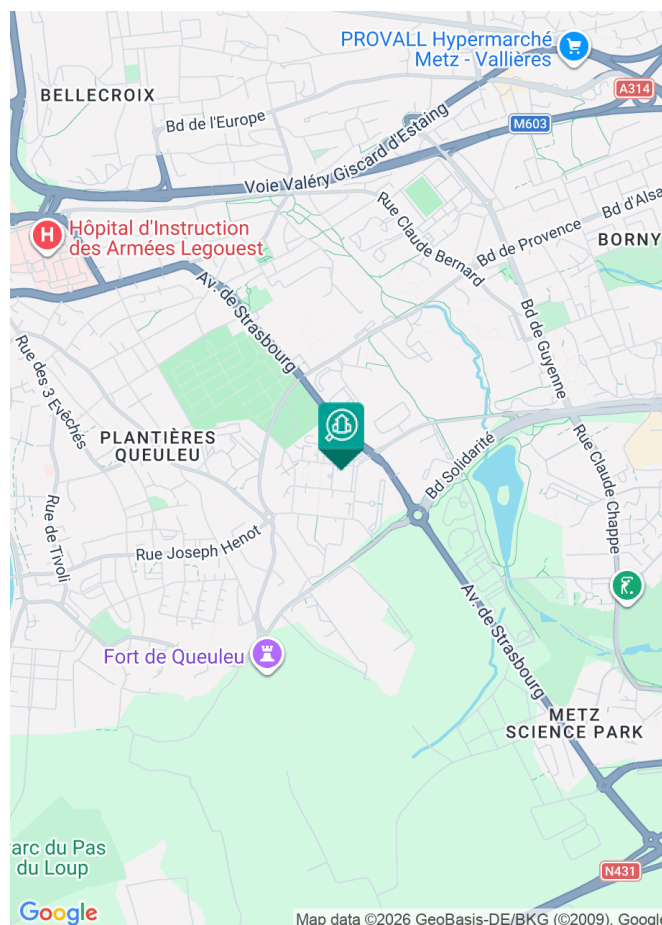 PROVALL Hypermarché
Metz - Vallières
A314
BELLECROIX
M603
Bd de l'Europe
Voie Valéry Giscard d'Estaing
Rue Claude Bernard
Bd d'Alsa
Bd de Provence
BORNY
H
Hôpital d'Instruction
des Armées Legouest
Av. de Strasbourg
Bd de Guyenne
Rue des 3 Evêchés
PLANTIÈRES
QUEULEU
Bd Solidarité
Rue Claude Chappe
Rue de Tivoli
Rue Joseph Henot
Av. de Strasbourg
Fort de Queuleu
METZ
SCIENCE PARK
arc du Pas
du Loup
N431
Google
Map data ©2026 GeoBasis-DE/BKG (©2009), Google